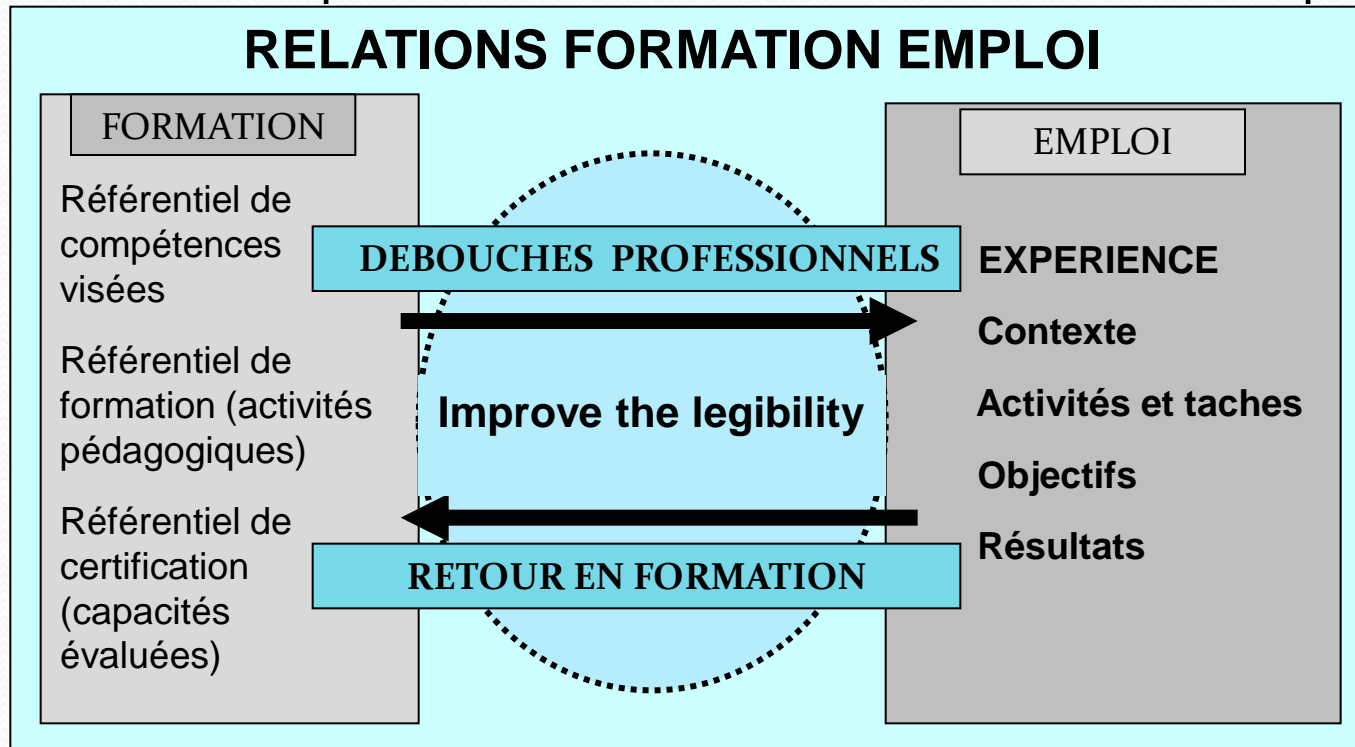 RELATIONS FORMATION EMPLOI
FORMATION
Référentiel de
compétences
visées
Référentiel de
formation (activités
pédagogiques)
Référentiel de
certification
(capacités
évaluées)
DEBOUCHES PROFESSIONNELS
Improve the legibility
RETOUR EN FORMATION
EMPLOI
EXPERIENCE
Contexte
Activités et taches
Objectifs
Résultats